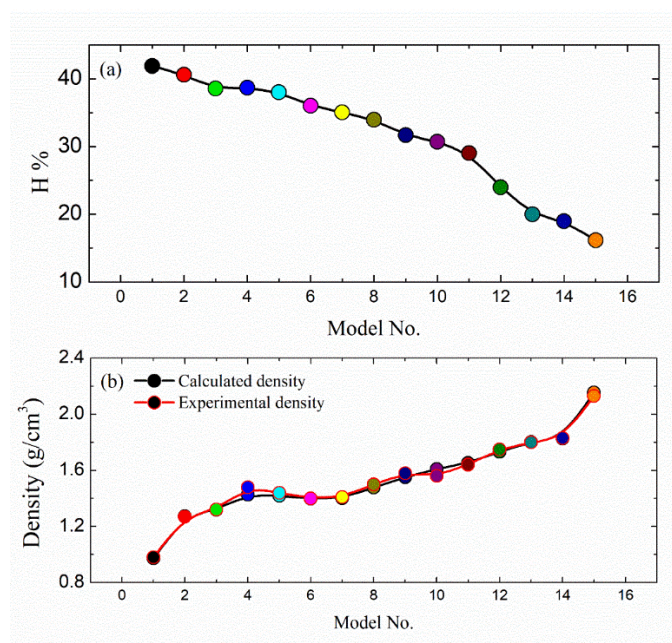 (a)
40
30
20
10
H %
0 2 4 6 8 10 12 14 16
Model No.
(b)
Calculated density
Experimental density
2.4
2.0
1.6
1.2
0.8
Density (g/cm³)
0 2 4 6 8 10 12 14 16
Model No.